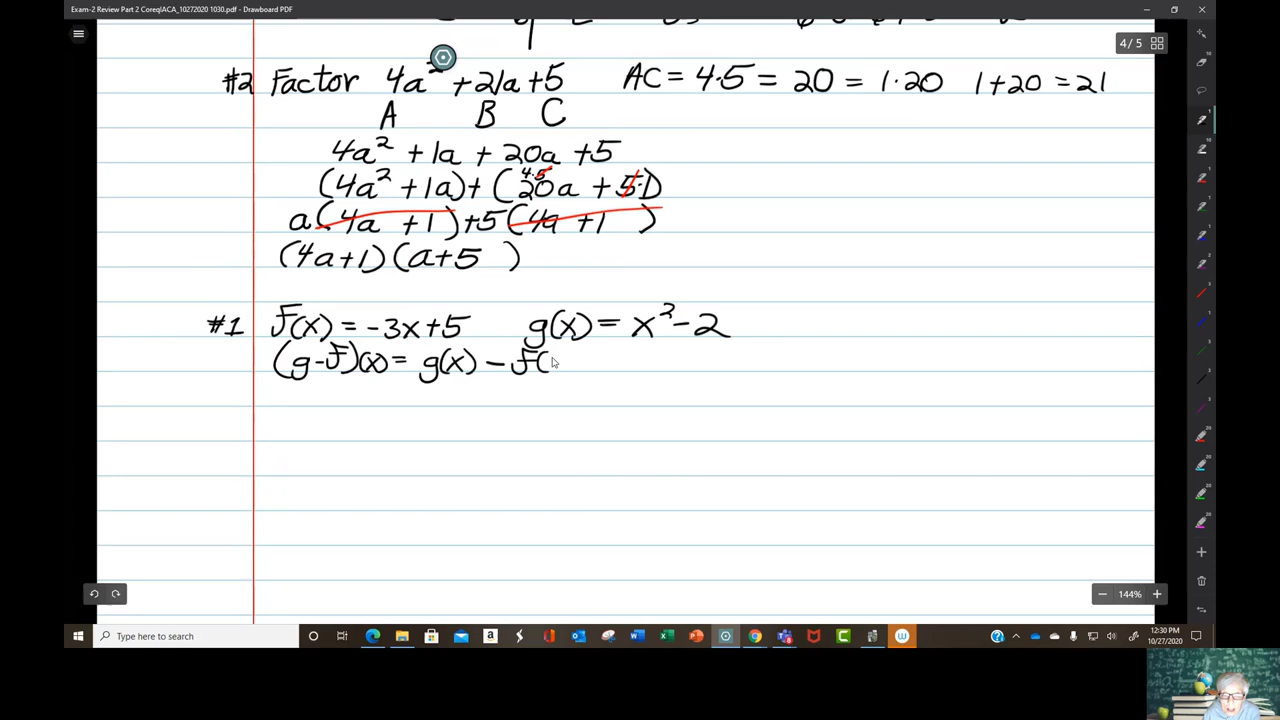 Exam-2 Review Part 2 CoreqIACA_10272020 1030.pdf - Drawboard PDF
4 / 5
#2 Factor 4a² + 21a + 5 AC = 4·5 = 20 = 1·20 1+20 = 21
A B C
4a² + 1a + 20a + 5
4·5
(4a² + 1a) + (20a + 5·1)
a(4a + 1) + 5(4a + 1)
(4a+1)(a+5)
#1 f(x) = -3x+5 g(x) = x² - 2
(g-f)(x) = g(x) - f(
144%
Type here to search
12:30 PM
10/27/2020